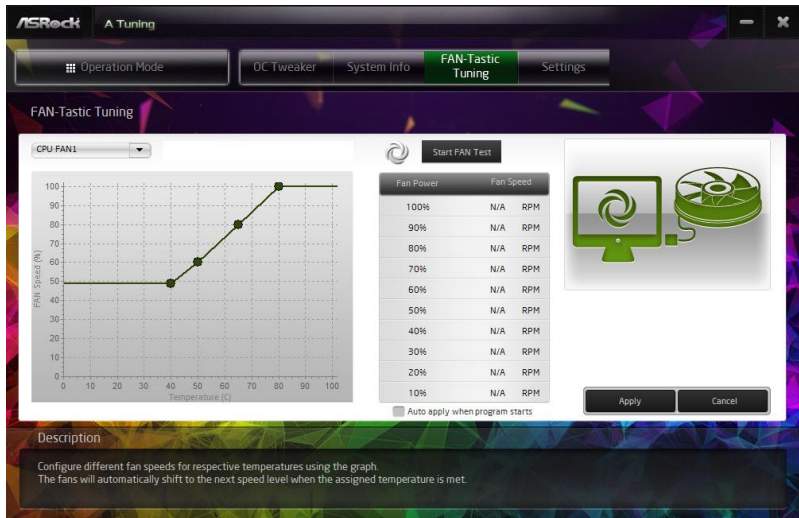 ASRock A Tuning
Operation Mode OC Tweaker System Info FAN-Tastic Tuning Settings
FAN-Tastic Tuning
CPU FAN1
Start FAN Test
FAN Speed (%)
100
90
80
70
60
50
40
30
20
10
0
0 10 20 30 40 50 60 70 80 90 100
Temperature (C)
Fan Power Fan Speed
100% N/A RPM
90% N/A RPM
80% N/A RPM
70% N/A RPM
60% N/A RPM
50% N/A RPM
40% N/A RPM
30% N/A RPM
20% N/A RPM
10% N/A RPM
Auto apply when program starts
Apply Cancel
Description
Configure different fan speeds for respective temperatures using the graph.
The fans will automatically shift to the next speed level when the assigned temperature is met.